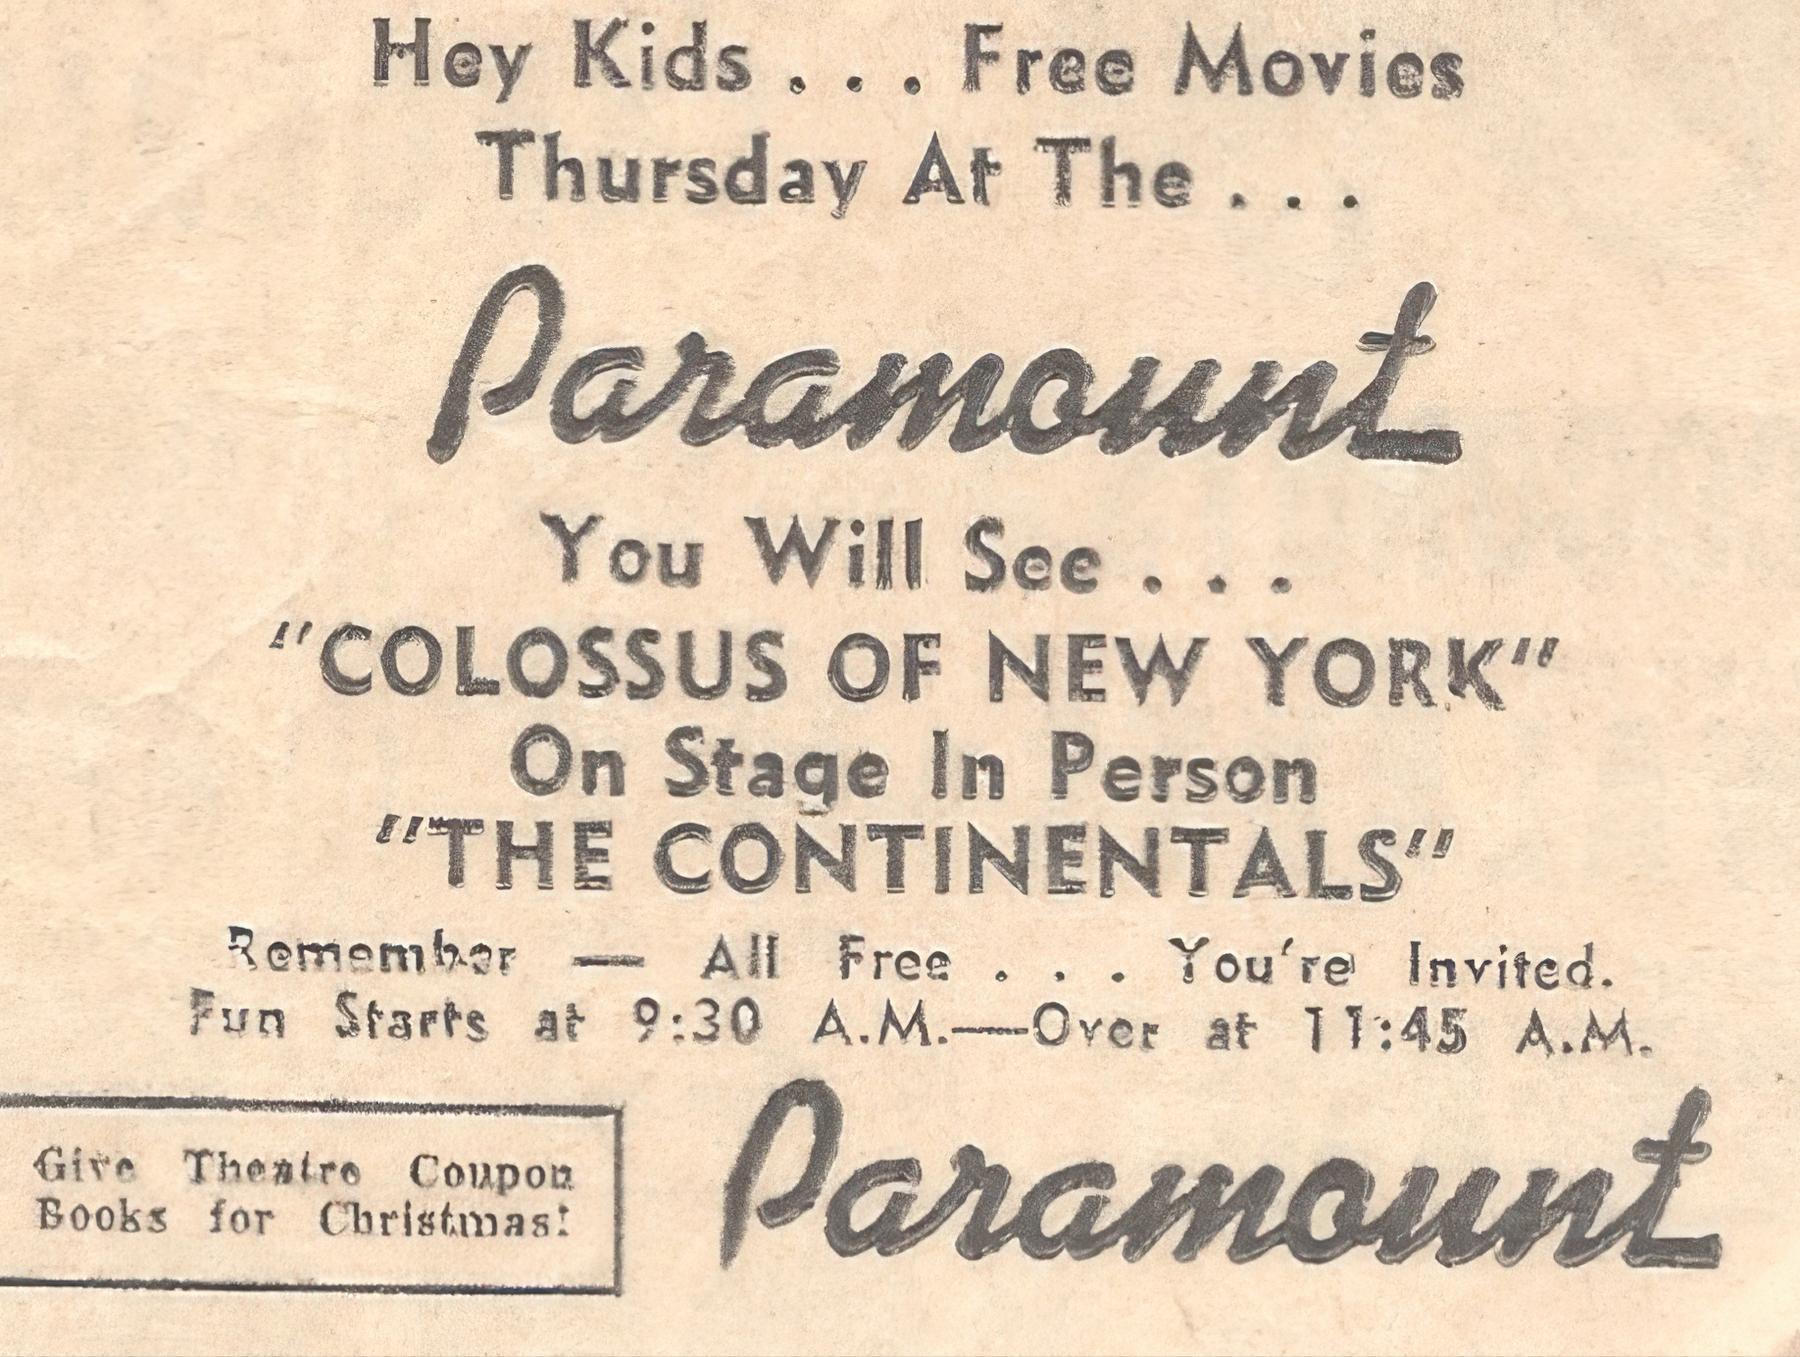 Hey Kids . . . Free Movies
Thursday At The . . .
Paramount
You Will See . . .
"COLOSSUS OF NEW YORK"
On Stage In Person
"THE CONTINENTALS"
Remember — All Free . . . You're Invited.
Fun Starts at 9:30 A.M.—Over at 11:45 A.M.
Give Theatre Coupon
Books for Christmas!
Paramount